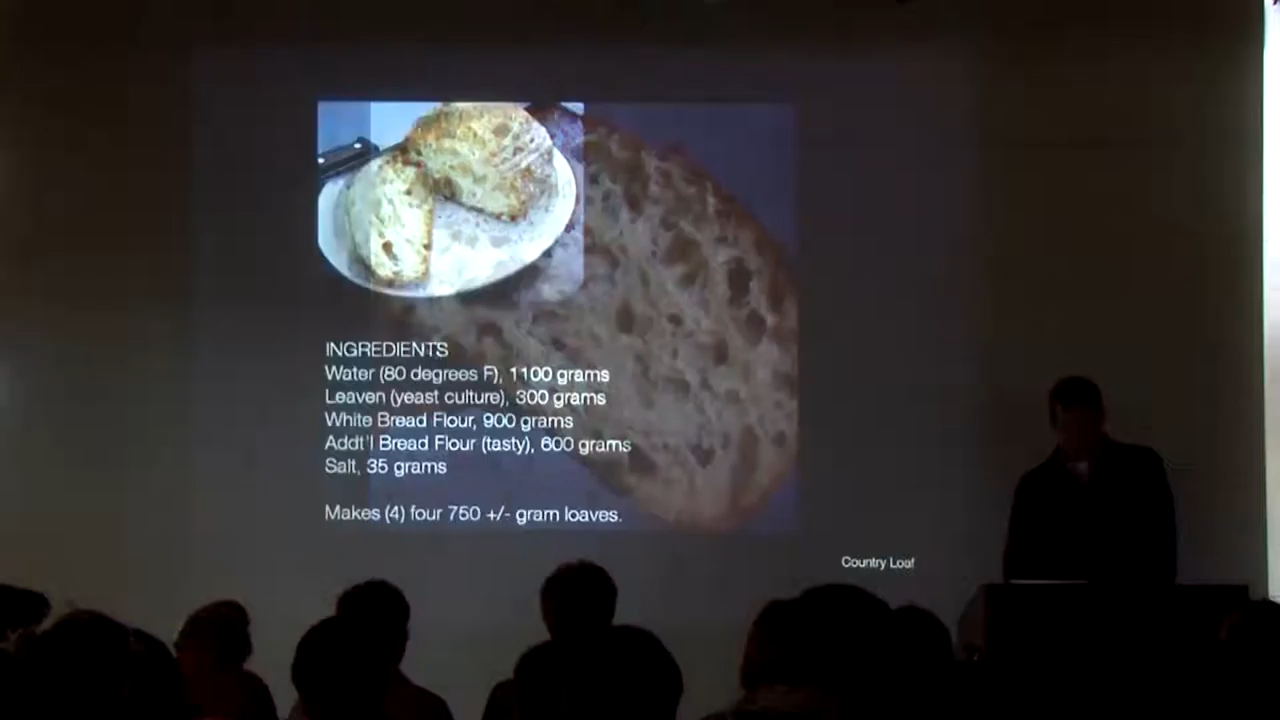 INGREDIENTS
Water (80 degrees F), 1100 grams
Leaven (yeast culture), 300 grams
White Bread Flour, 900 grams
Addt'l Bread Flour (tasty), 600 grams
Salt, 35 grams
Makes (4) four 750 +/- gram loaves.
Country Loaf